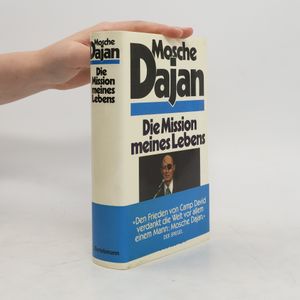 Mosche
Dajan
Die Mission
meines Lebens
Bertelsmann
Mosche
Dajan
Die Mission
meines Lebens
»Den Frieden von Camp David
verdankt die Welt vor allem
einem Mann: Mosche Dajan.«
DER SPIEGEL